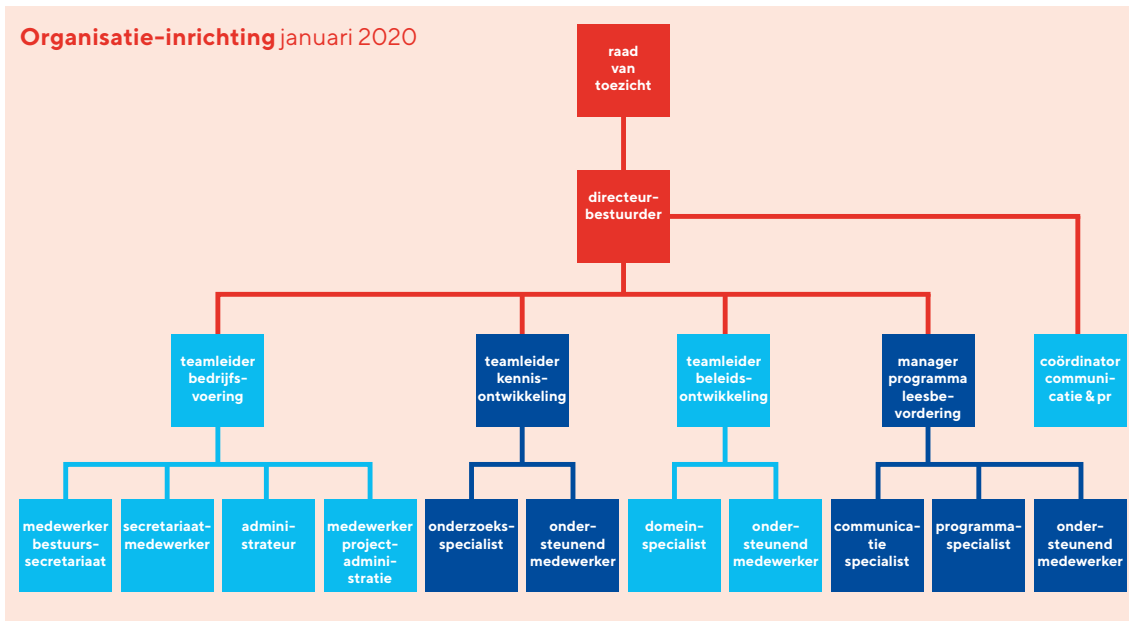 Organisatie-inrichting januari 2020
raad
van
toezicht
directeur-
bestuurder
teamleider
bedrijfs-
voering
teamleider
kennis-
ontwikkeling
teamleider
beleids-
ontwikkeling
manager
programma
leesbe-
vordering
coördinator
communi-
catie & pr
medewerker
bestuurs-
secretariaat
secretariaat-
medewerker
admini-
strateur
medewerker
project-
admini-
stratie
onderzoeks-
specialist
onder-
steunend
medewerker
domein-
specialist
onder-
steunend
medewerker
communica-
tie
specialist
programma-
specialist
onder-
steunend
medewerker